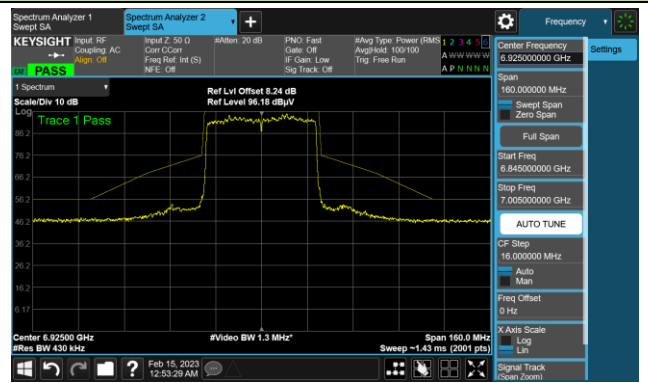 Spectrum Analyzer 1
Swept SA
Spectrum Analyzer 2
Swept SA
Frequency
KEYSIGHT
Input: RF
Coupling: AC
Align: Off
Input Z: 50 Ω
Corr CCorr
Freq Ref: Int (S)
NFE: Off
#Atten: 20 dB
PNO: Fast
Gate: Off
IF Gain: Low
Sig Track: Off
#Avg Type: Power (RMS
Avg|Hold: 100/100
Trig: Free Run
1 2 3 4 5 6
A W W W W W
A P N N N N
PASS
1 Spectrum
Scale/Div 10 dB
Ref Lvl Offset 8.24 dB
Ref Level 96.18 dBµV
Log
Trace 1 Pass
86.2
76.2
66.2
56.2
46.2
36.2
26.2
16.2
6.17
Center 6.92500 GHz
#Res BW 430 kHz
#Video BW 1.3 MHz*
Span 160.0 MHz
Sweep ~1.43 ms (2001 pts)
Center Frequency
6.925000000 GHz
Settings
Span
160.000000 MHz
Swept Span
Zero Span
Full Span
Start Freq
6.845000000 GHz
Stop Freq
7.005000000 GHz
AUTO TUNE
CF Step
16.000000 MHz
Auto
Man
Freq Offset
0 Hz
X Axis Scale
Log
Lin
Signal Track
(Span Zoom)
?
Feb 15, 2023
12:53:29 AM